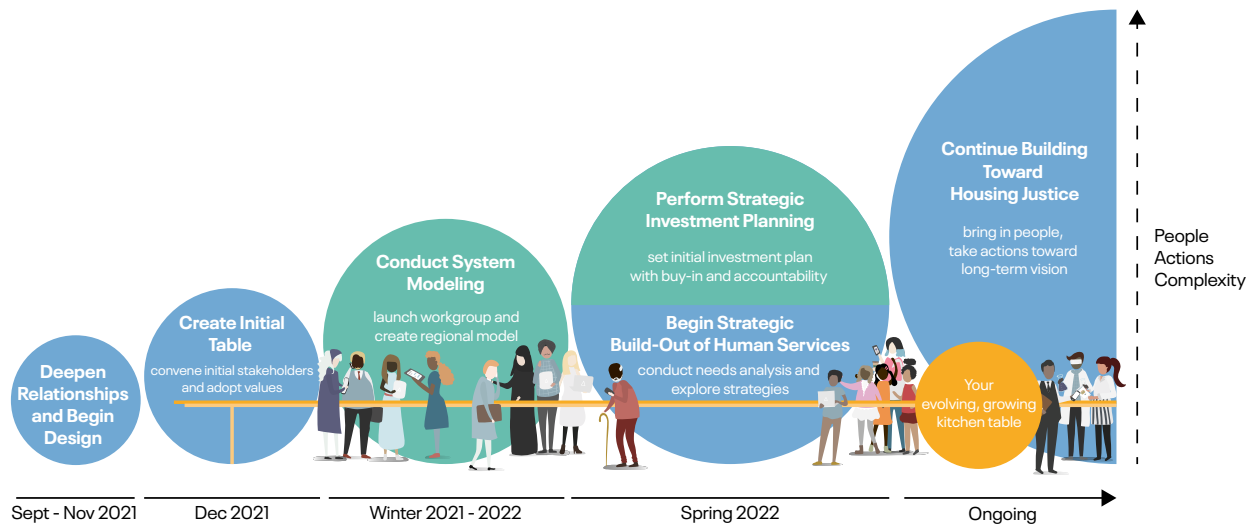 Deepen
Relationships
and Begin
Design
Create Initial
Table
convene initial stakeholders
and adopt values
Conduct System
Modeling
launch workgroup and
create regional model
Perform Strategic
Investment Planning
set initial investment plan
with buy-in and accountability
Begin Strategic
Build-Out of Human Services
conduct needs analysis and
explore strategies
Continue Building
Toward
Housing Justice
bring in people,
take actions toward
long-term vision
Your
evolving, growing
kitchen table
People
Actions
Complexity
Sept - Nov 2021
Dec 2021
Winter 2021 - 2022
Spring 2022
Ongoing